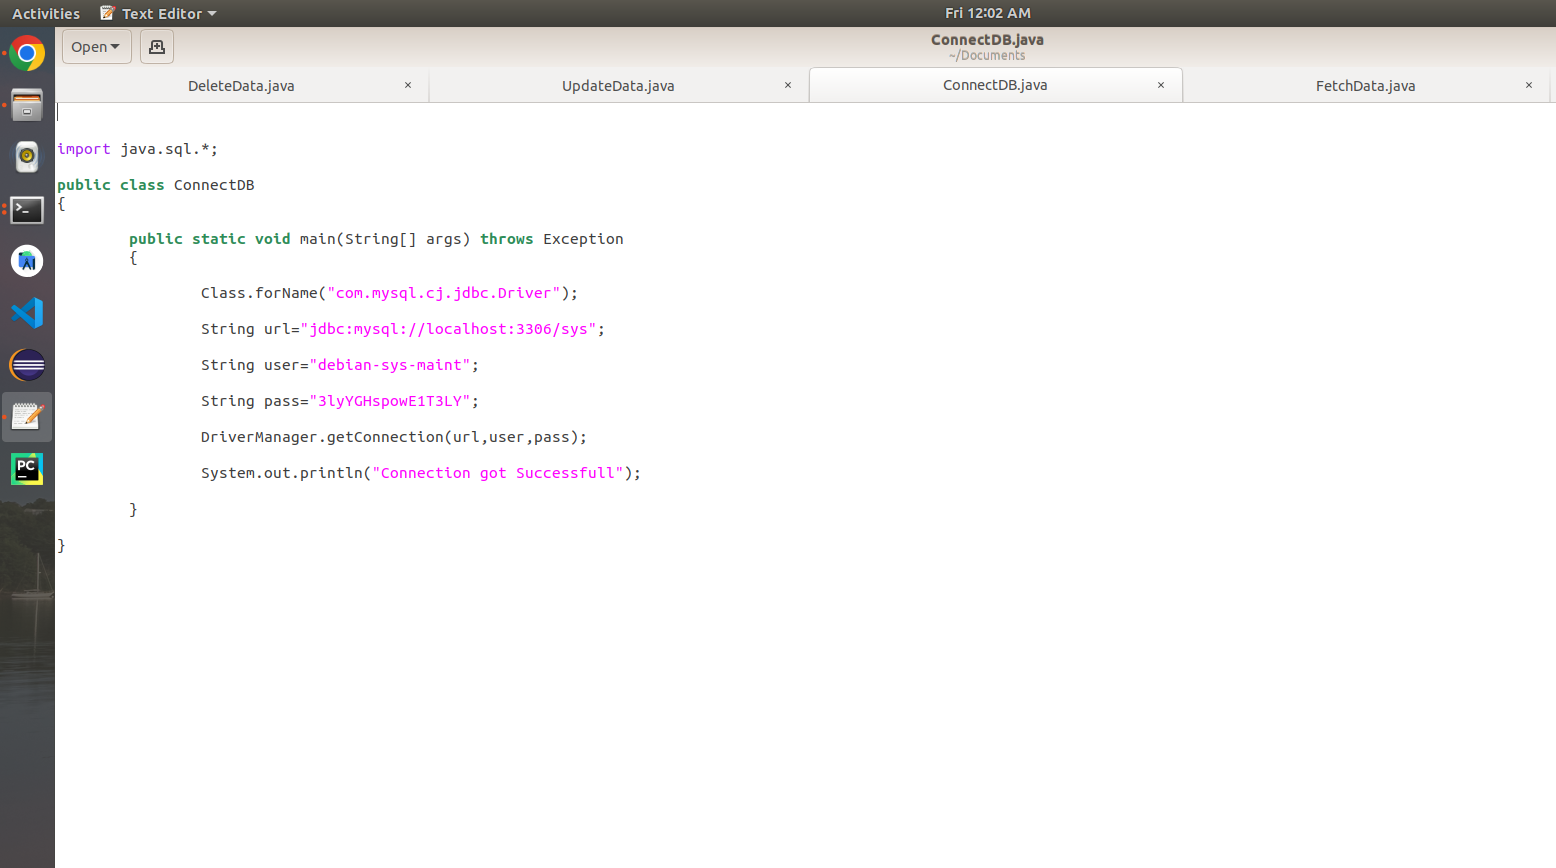 Activities Text Editor Fri 12:02 AM
Open ConnectDB.java
~/Documents
DeleteData.java × UpdateData.java × ConnectDB.java × FetchData.java ×
import java.sql.*;
public class ConnectDB
{
public static void main(String[] args) throws Exception
{
Class.forName("com.mysql.cj.jdbc.Driver");
String url="jdbc:mysql://localhost:3306/sys";
String user="debian-sys-maint";
String pass="3lyYGHspowE1T3LY";
DriverManager.getConnection(url,user,pass);
System.out.println("Connection got Successfull");
}
}
AI
PC